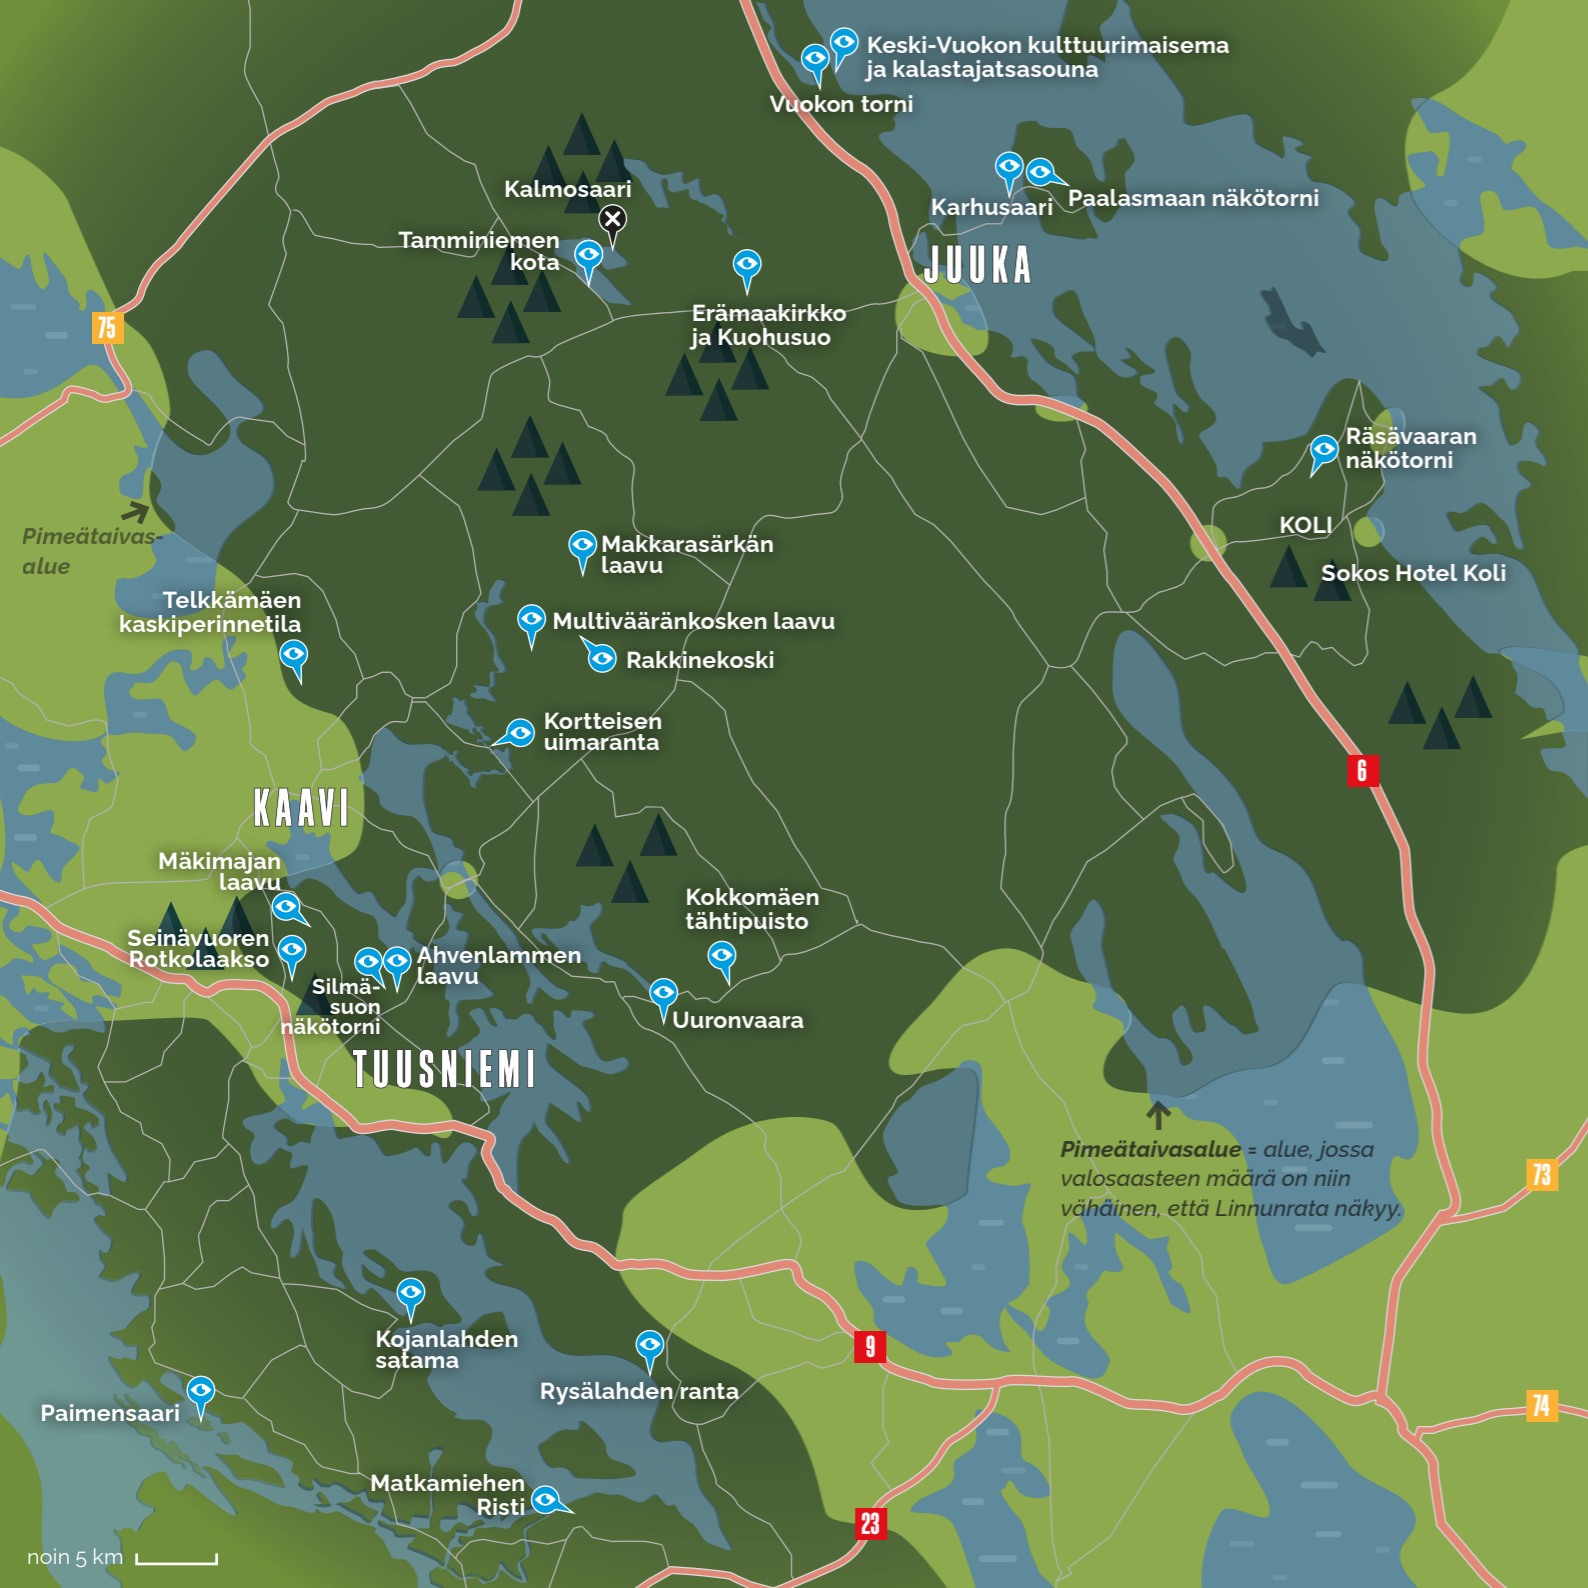 Keski-Vuokon kulttuurimaisema
ja kalastajatsasouna
Vuokon torni
Kalmosaari
Karhusaari
Paalasmaan näkötorni
Tamminiemen
kota
JUUKA
Erämaakirkko
ja Kuohusuo
75
Räsävaaran
näkötorni
KOLI
Sokos Hotel Koli
Pimeätaivas-
alue
Makkarasärkän
laavu
Telkkämäen
kaskiperinnetila
Multivääränkosken laavu
Rakkinekoski
Kortteisen
uimaranta
6
KAAVI
Mäkimajan
laavu
Kokkomäen
tähtipuisto
Seinävuoren
Rotkolaakso
Ahvenlammen
laavu
Silmä-
suon
näkötorni
Uuronvaara
TUUSNIEMI
Pimeätaivasalue = alue, jossa
valosaasteen määrä on niin
vähäinen, että Linnunrata näkyy.
73
Kojanlahden
satama
9
Rysälahden ranta
74
Paimensaari
Matkamiehen
Risti
23
noin 5 km